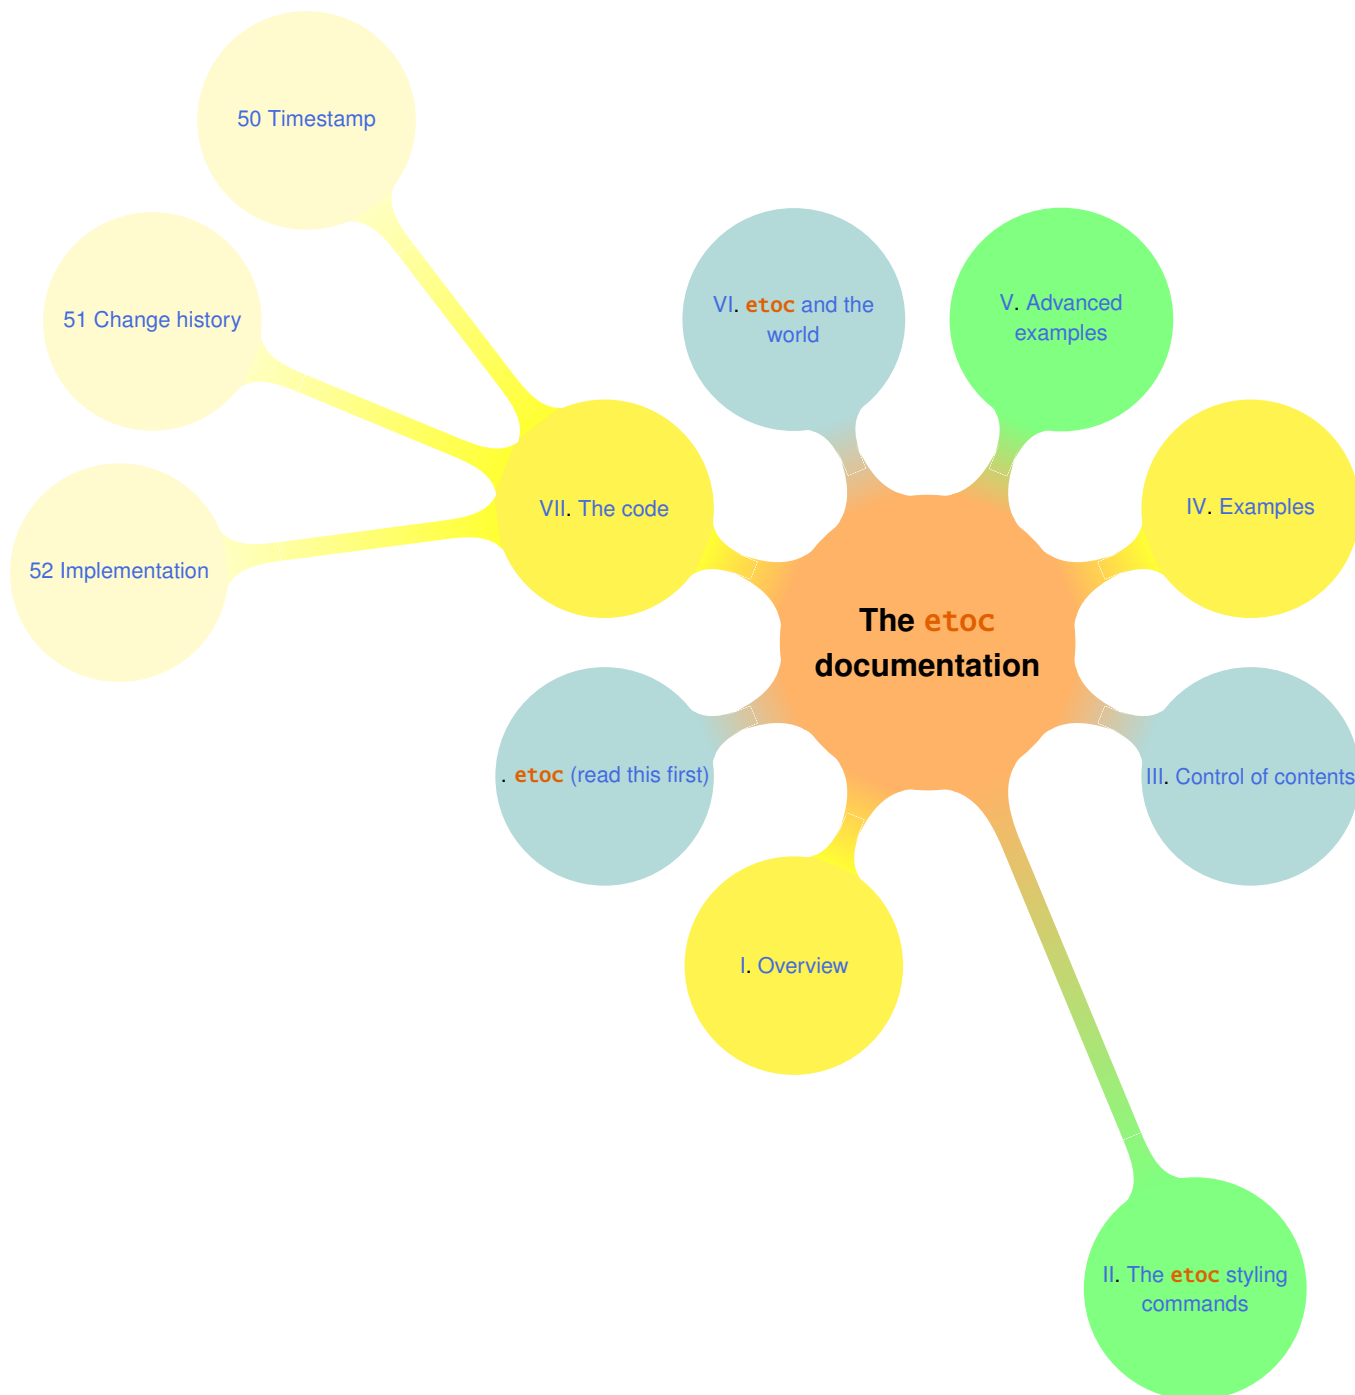 50 Timestamp
51 Change history
52 Implementation
VI. etoc and the
world
V. Advanced
examples
VII. The code
IV. Examples
The etoc
documentation
. etoc (read this first)
III. Control of contents
I. Overview
II. The etoc styling
commands